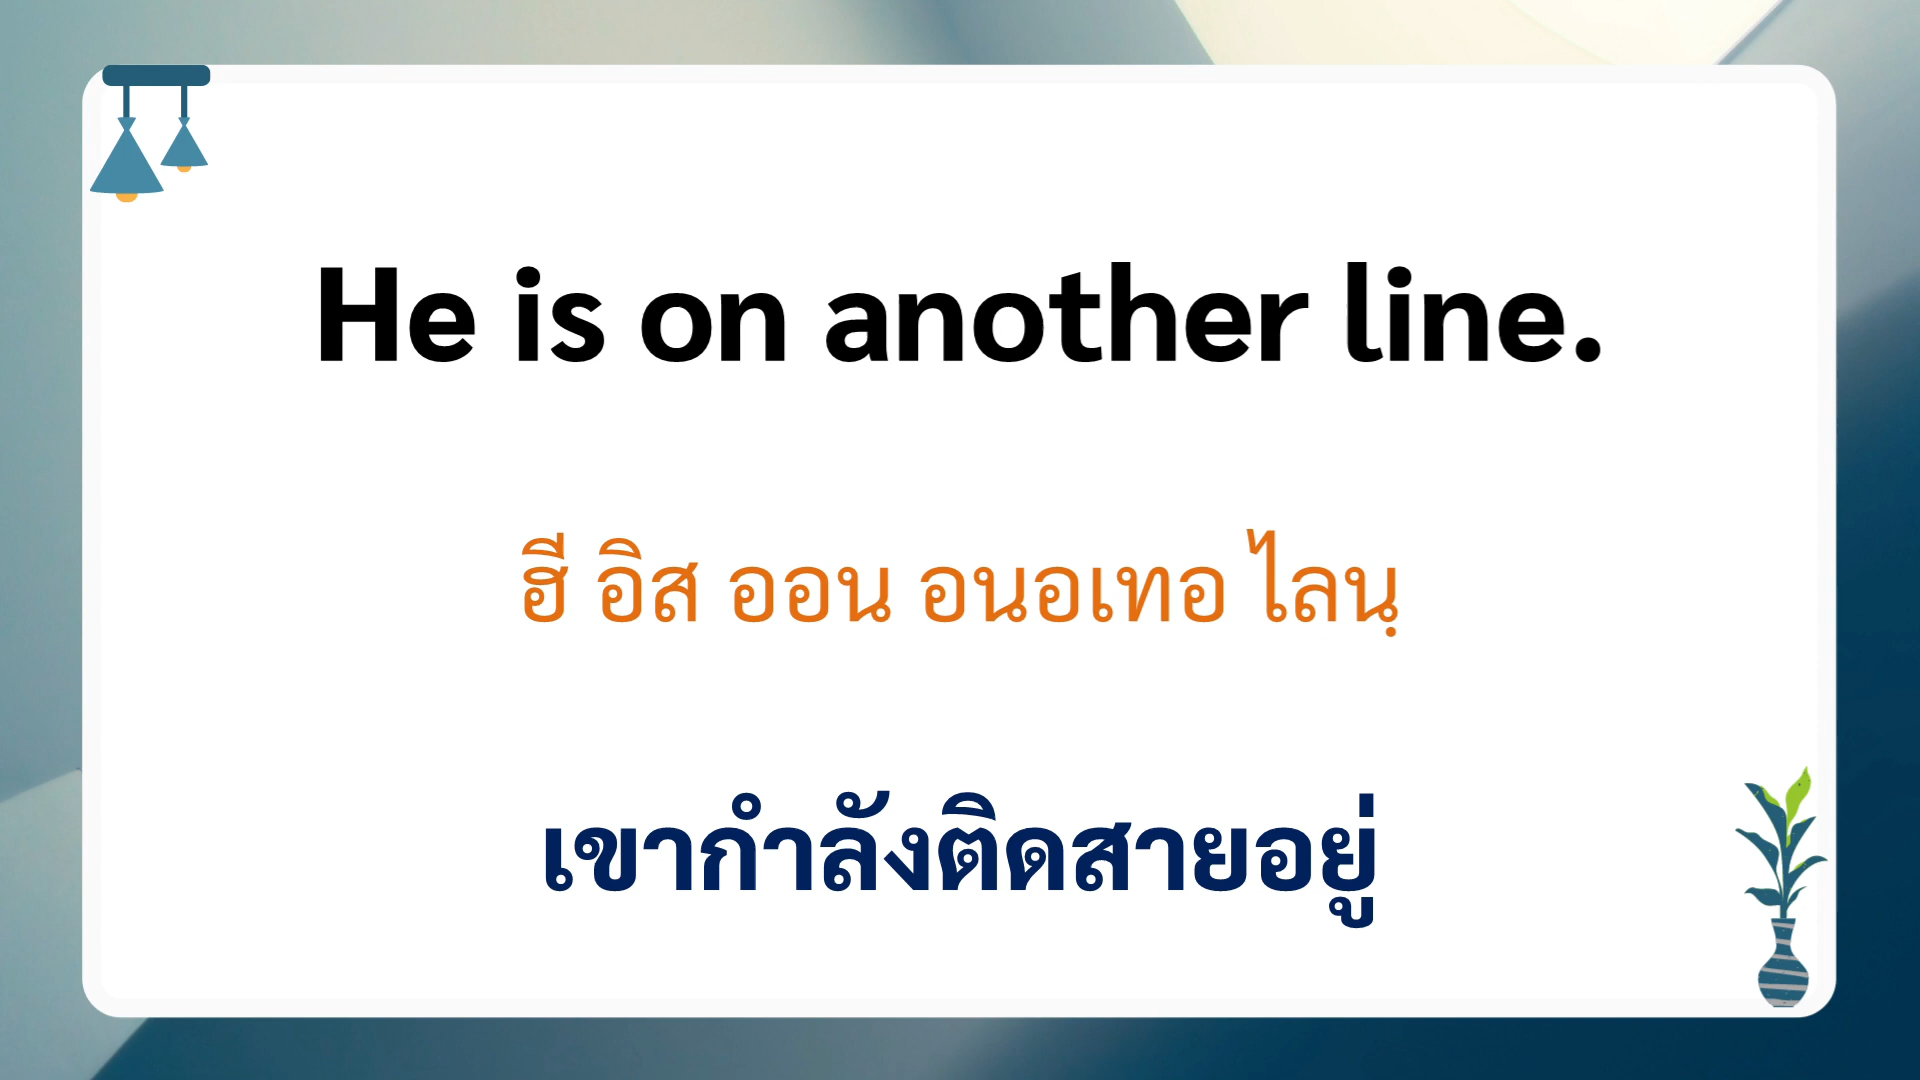 He is on another line.
ฮี อิส ออน อนอเทอ ไลนฺ
เขากำลังติดสายอยู่